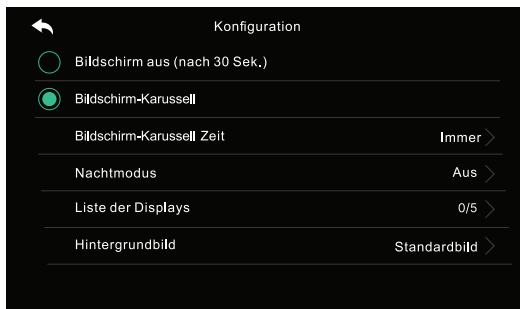 Konfiguration
Bildschirm aus (nach 30 Sek.)
Bildschirm-Karussell
Bildschirm-Karussell Zeit Immer
Nachtmodus Aus
Liste der Displays 0/5
Hintergrundbild Standardbild